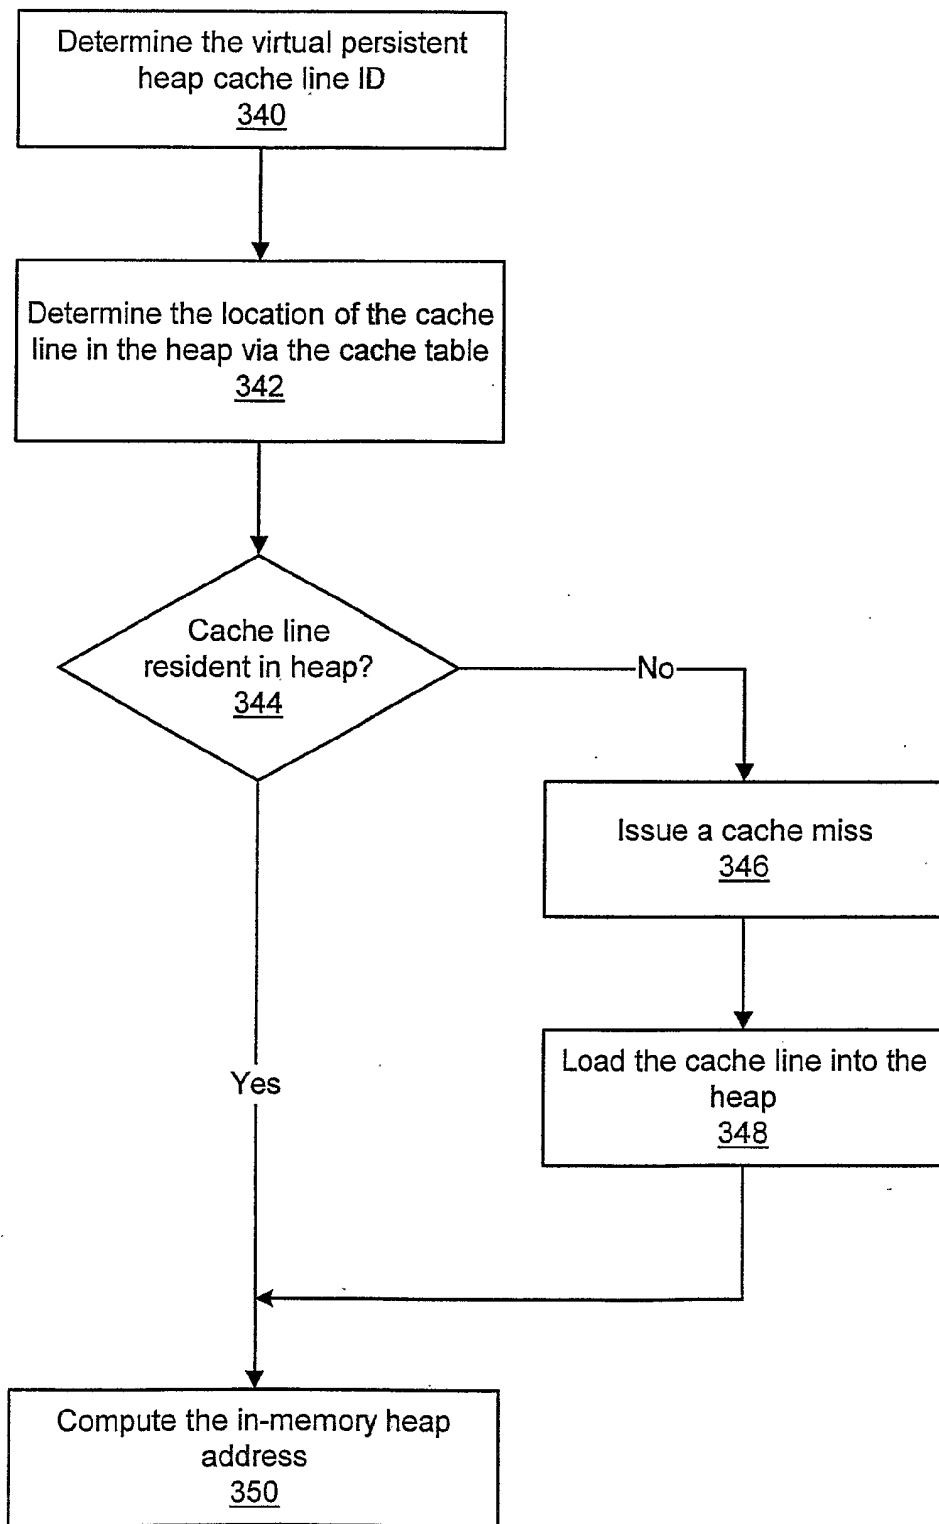 Determine the virtual persistent
heap cache line ID
340
Determine the location of the cache
line in the heap via the cache table
342
Cache line
resident in heap?
344
No
Issue a cache miss
346
Load the cache line into the
heap
348
Yes
Compute the in-memory heap
address
350